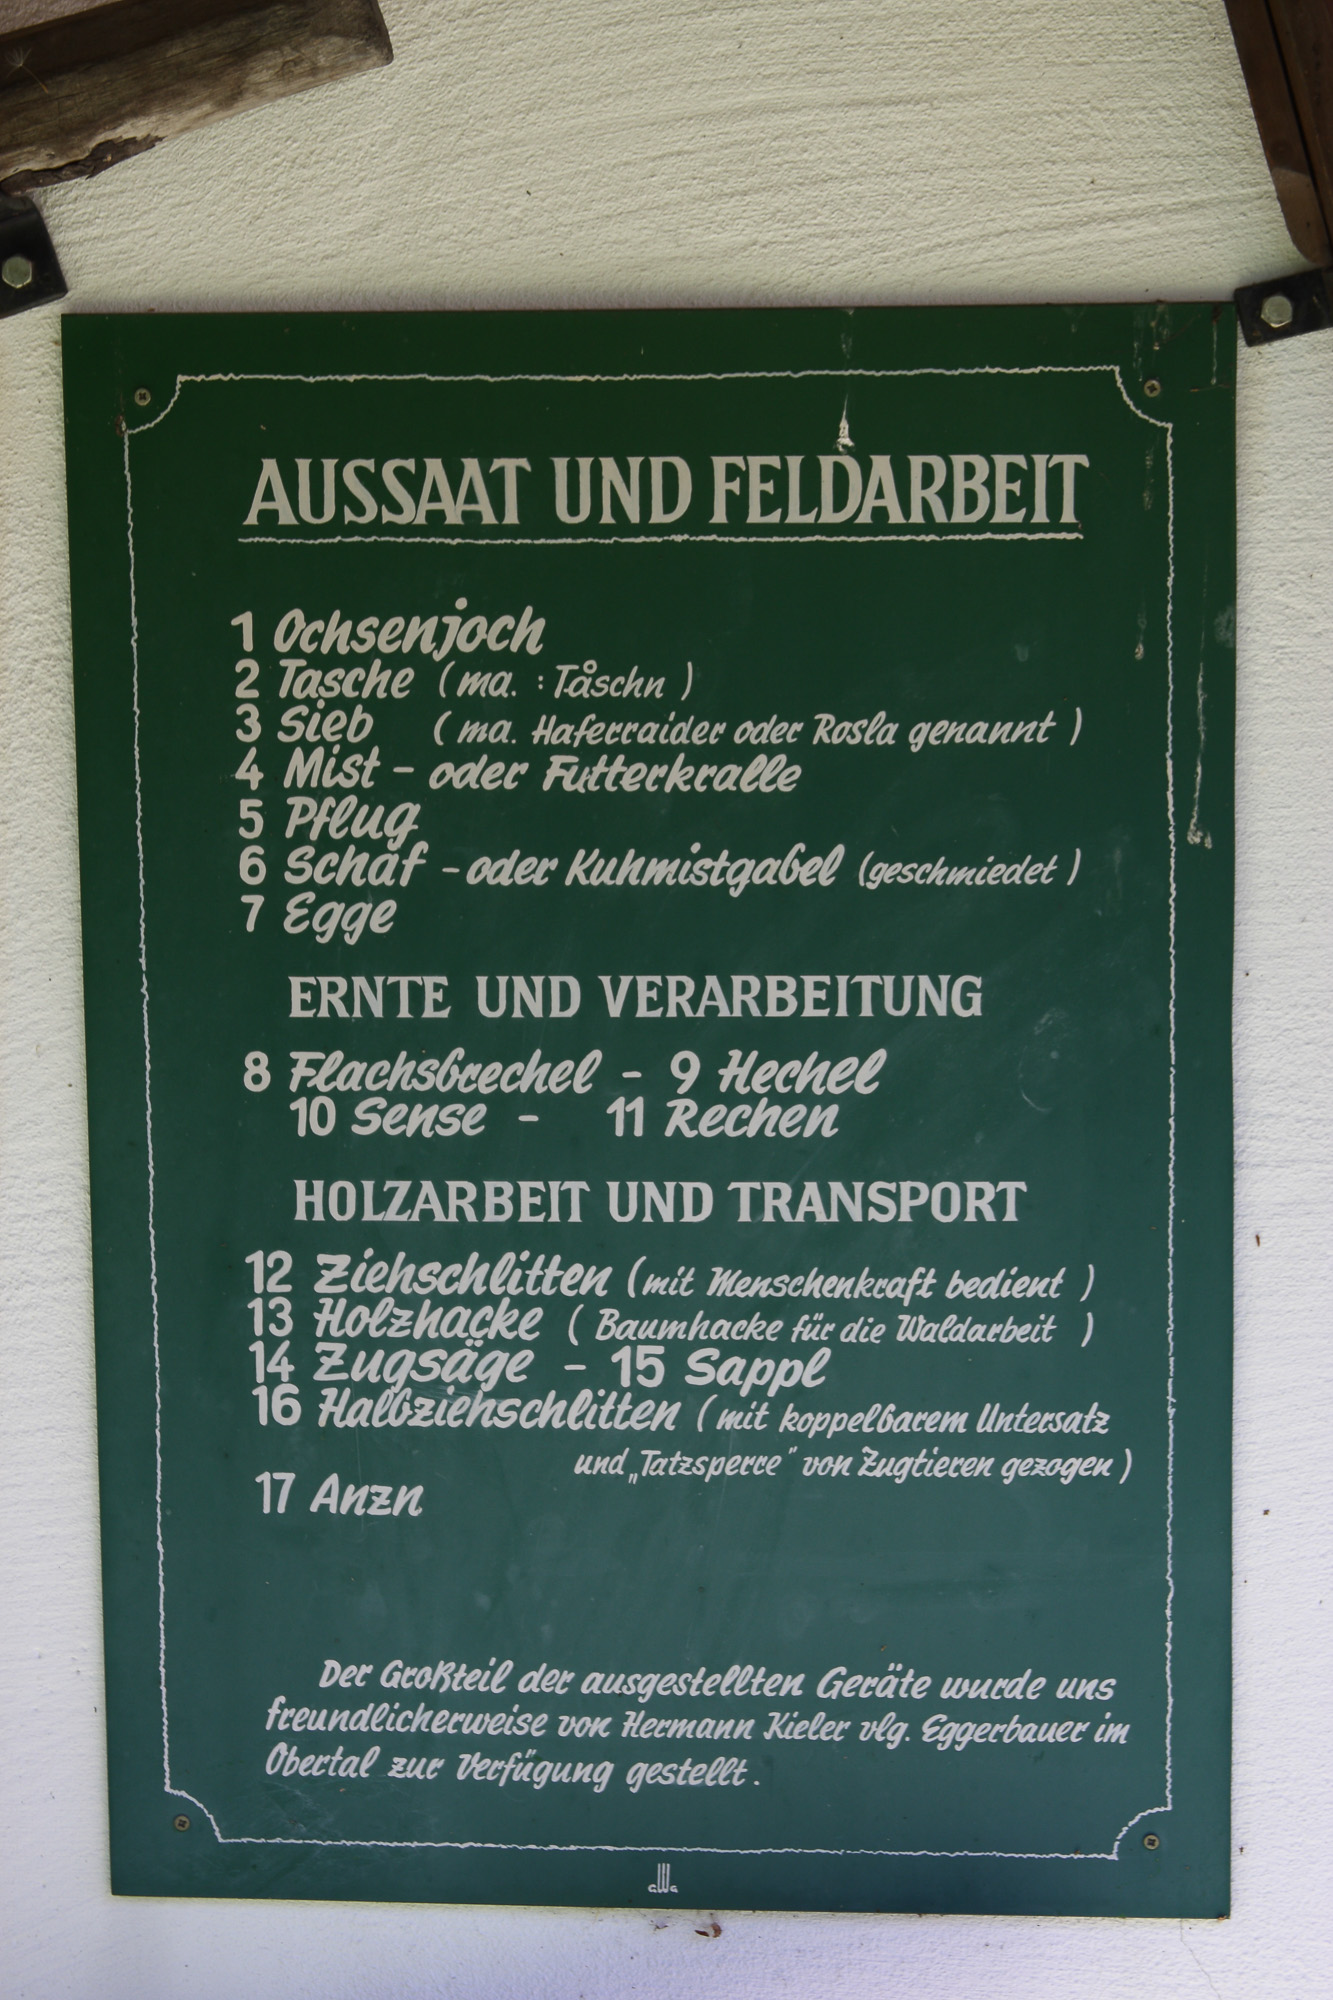 AUSSAAT UND FELDARBEIT
1 Ochsenjoch
2 Tasche (ma. : Tåschn )
3 Sieb ( ma. Haferraider oder Rosla genannt )
4 Mist - oder Futterkralle
5 Pflug
6 Schaf - oder Kuhmistgabel (geschmiedet )
7 Egge
ERNTE UND VERARBEITUNG
8 Flachsbrechel - 9 Hechel
10 Sense - 11 Rechen
HOLZARBEIT UND TRANSPORT
12 Ziehschlitten (mit Menschenkraft bedient )
13 Holzhacke ( Baumhacke für die Waldarbeit )
14 Zugsäge - 15 Sappl
16 Halbziehschlitten (mit koppelbarem Untersatz
und „Tatzsperre" von Zugtieren gezogen )
17 Anzn
Der Großteil der ausgestellten Geräte wurde uns
freundlicherweise von Hermann Kieler vlg. Eggerbauer im
Obertal zur Verfügung gestellt.